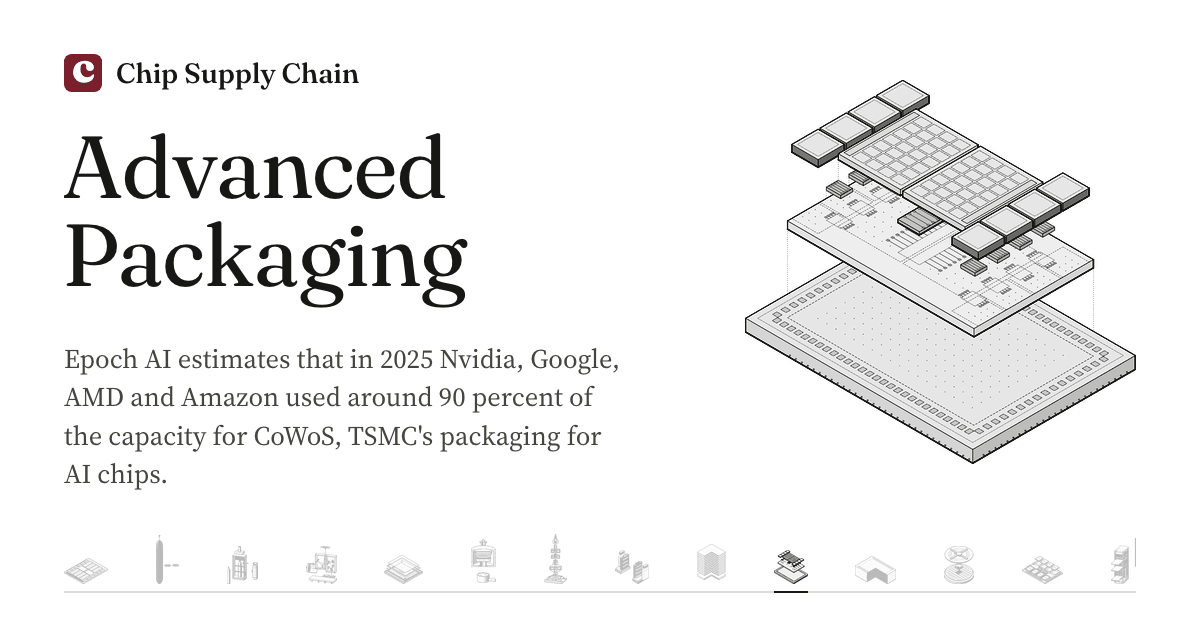 Chip Supply Chain
Advanced
Packaging
Epoch AI estimates that in 2025 Nvidia, Google,
AMD and Amazon used around 90 percent of
the capacity for CoWoS, TSMC's packaging for
AI chips.